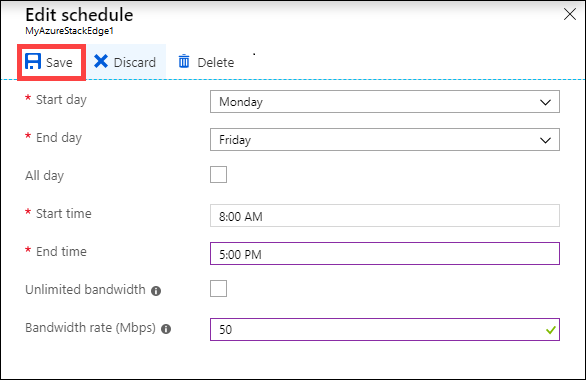 Edit schedule
MyAzureStackEdge1
Save Discard Delete
* Start day Monday
* End day Friday
All day
* Start time 8:00 AM
* End time 5:00 PM
Unlimited bandwidth
Bandwidth rate (Mbps) 50